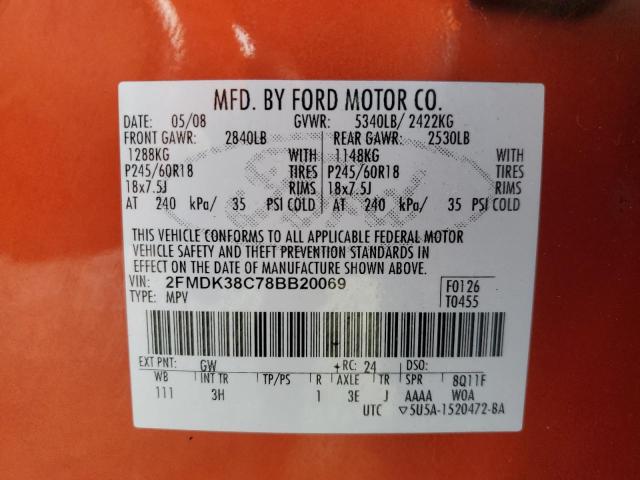 MFD. BY FORD MOTOR CO.
DATE: 05/08 GVWR: 5340LB/ 2422KG
FRONT GAWR: 2840LB REAR GAWR: 2530LB
1288KG WITH 1148KG WITH
P245/60R18 TIRES P245/60R18 TIRES
18x7.5J RIMS 18x7.5J RIMS
AT 240 kPa/ 35 PSI COLD AT 240 kPa/ 35 PSI COLD
THIS VEHICLE CONFORMS TO ALL APPLICABLE FEDERAL MOTOR
VEHICLE SAFETY AND THEFT PREVENTION STANDARDS IN
EFFECT ON THE DATE OF MANUFACTURE SHOWN ABOVE.
VIN: 2FMDK38C78BB20069 F0126
TYPE: MPV T0455
EXT PNT: GW RC: 24 DSO:
WB INT TR TP/PS R AXLE TR SPR 8Q11F
111 3H 1 3E J AAAA WOA
UTC ▽5U5A-1520472-BA